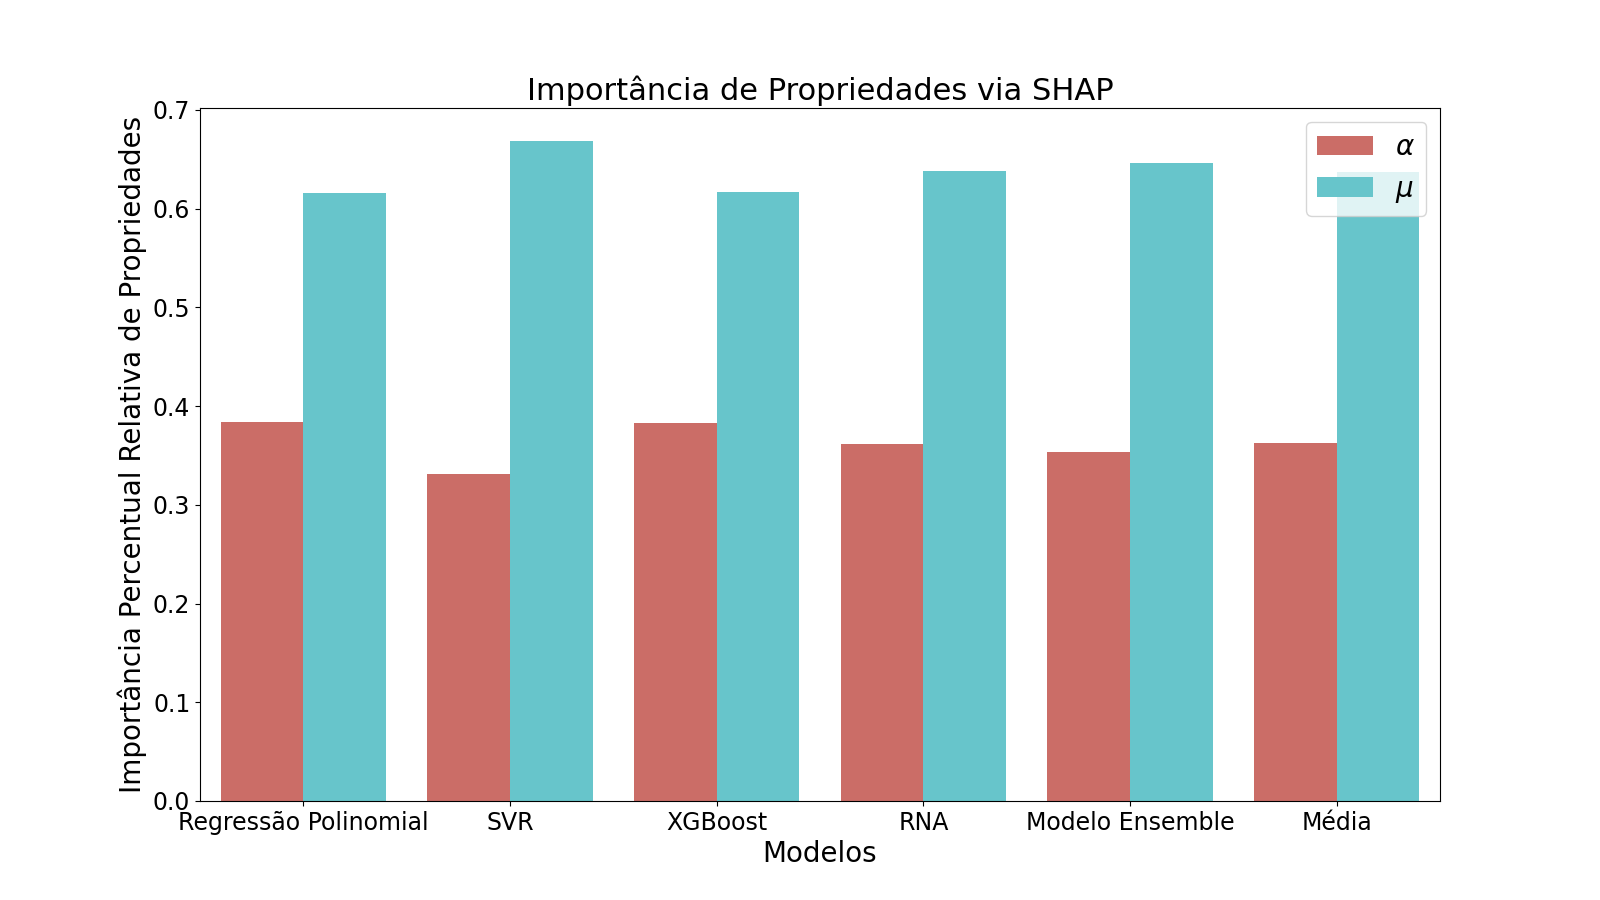 Importância de Propriedades via SHAP
Importância Percentual Relativa de Propriedades
0.7
0.6
0.5
0.4
0.3
0.2
0.1
0.0
α
μ
Regressão Polinomial SVR XGBoost RNA Modelo Ensemble Média
Modelos